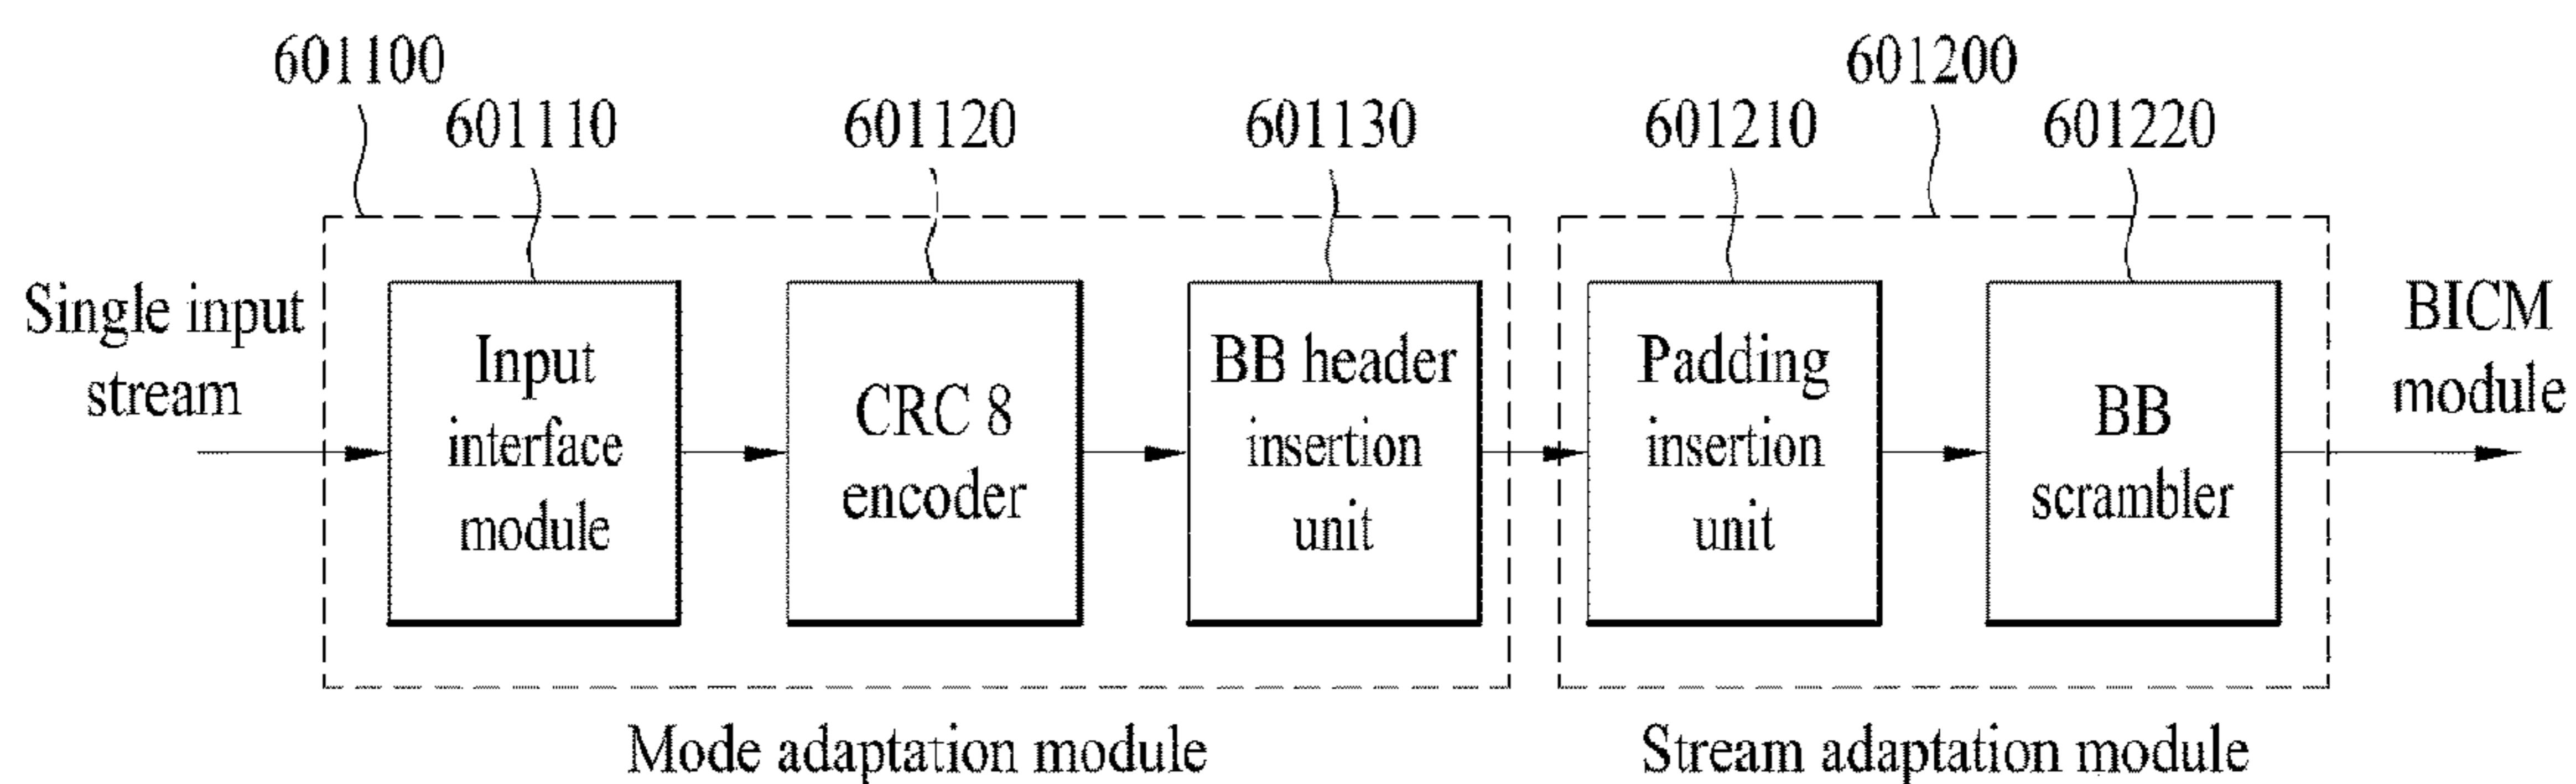 601100
601110
601120
601130
601200
601210
601220
Single input
stream
Input
interface
module
CRC 8
encoder
BB header
insertion
unit
Padding
insertion
unit
BB
scrambler
BICM
module
Mode adaptation module
Stream adaptation module